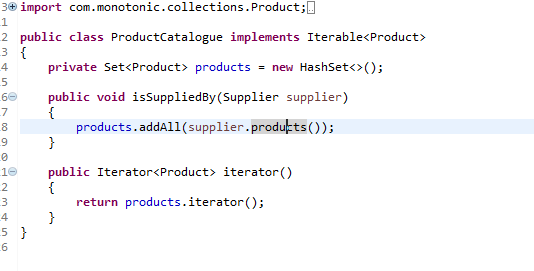 3 import com.monotonic.collections.Product;
1
2 public class ProductCatalogue implements Iterable<Product>
3 {
4     private Set<Product> products = new HashSet<>();
5
6     public void isSuppliedBy(Supplier supplier)
7     {
8         products.addAll(supplier.products());
9     }
0
1     public Iterator<Product> iterator()
2     {
3         return products.iterator();
4     }
5 }
6